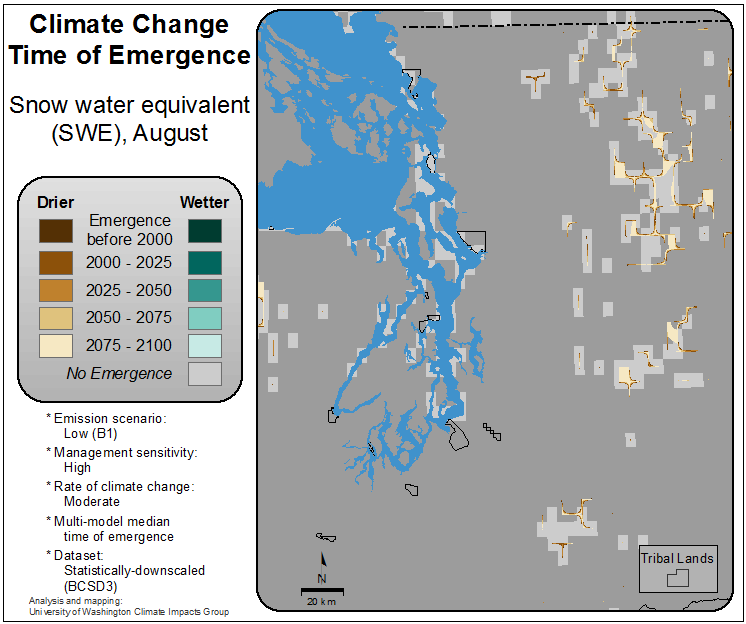 Climate Change
Time of Emergence
Snow water equivalent
(SWE), August
Drier
Wetter
Emergence
before 2000
2000 - 2025
2025 - 2050
2050 - 2075
2075 - 2100
No Emergence
* Emission scenario:
Low (B1)
* Management sensitivity:
High
* Rate of climate change:
Moderate
* Multi-model median
time of emergence
* Dataset:
Statistically-downscaled
(BCSD3)
Analysis and mapping:
University of Washington Climate Impacts Group
N
20 km
Tribal Lands